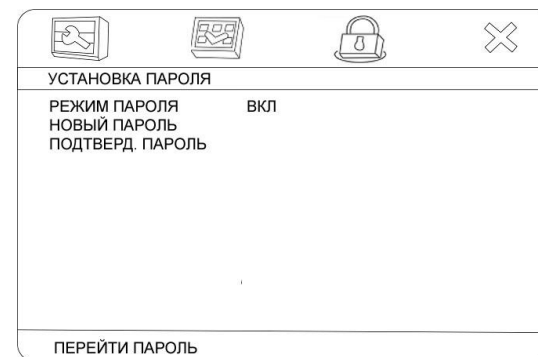 УСТАНОВКА ПАРОЛЯ
РЕЖИМ ПАРОЛЯ ВКЛ
НОВЫЙ ПАРОЛЬ
ПОДТВЕРД. ПАРОЛЬ
ПЕРЕЙТИ ПАРОЛЬ